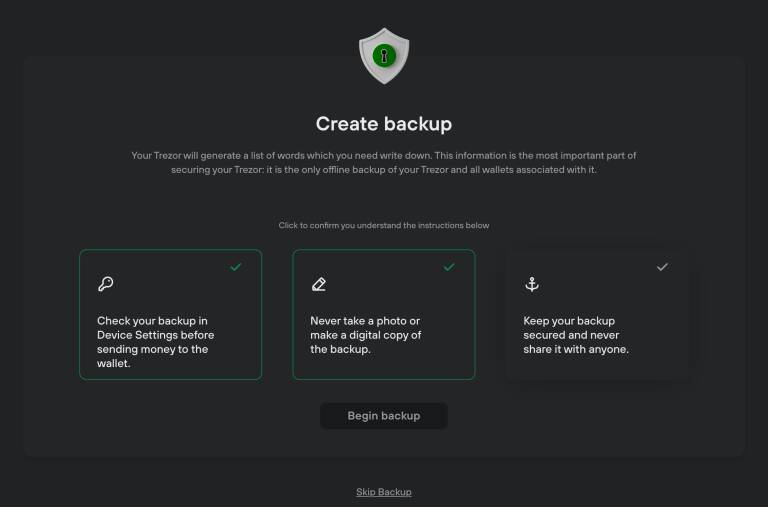 Create backup
Your Trezor will generate a list of words which you need write down. This information is the most important part of
securing your Trezor: it is the only offline backup of your Trezor and all wallets associated with it.
Click to confirm you understand the instructions below
Check your backup in
Device Settings before
sending money to the
wallet.
Never take a photo or
make a digital copy of
the backup.
Keep your backup
secured and never
share it with anyone.
Begin backup
Skip Backup